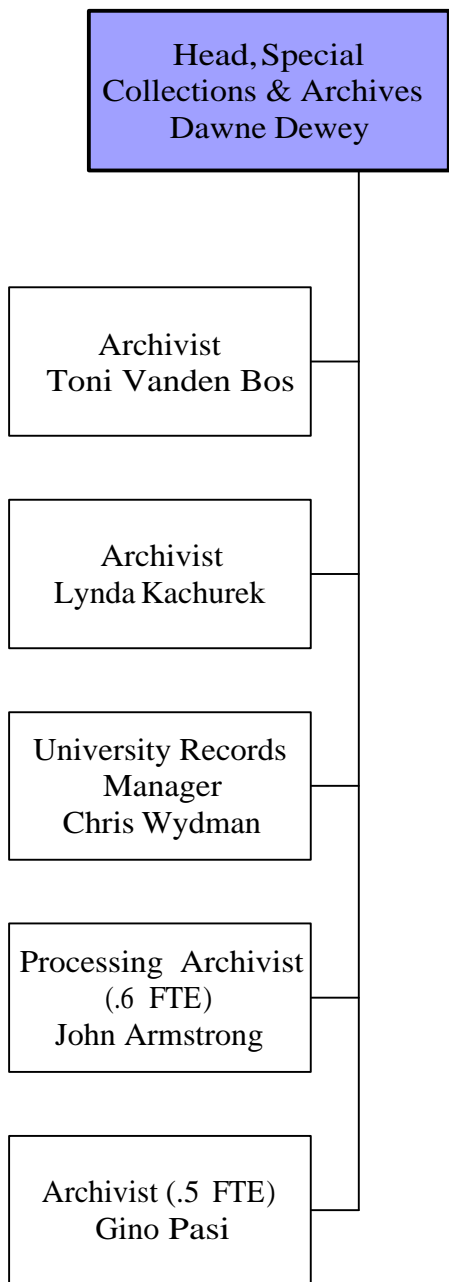 Head, Special
Collections & Archives
Dawne Dewey
Archivist
Toni Vanden Bos
Archivist
Lynda Kachurek
University Records
Manager
Chris Wydman
Processing Archivist
(.6 FTE)
John Armstrong
Archivist (.5 FTE)
Gino Pasi